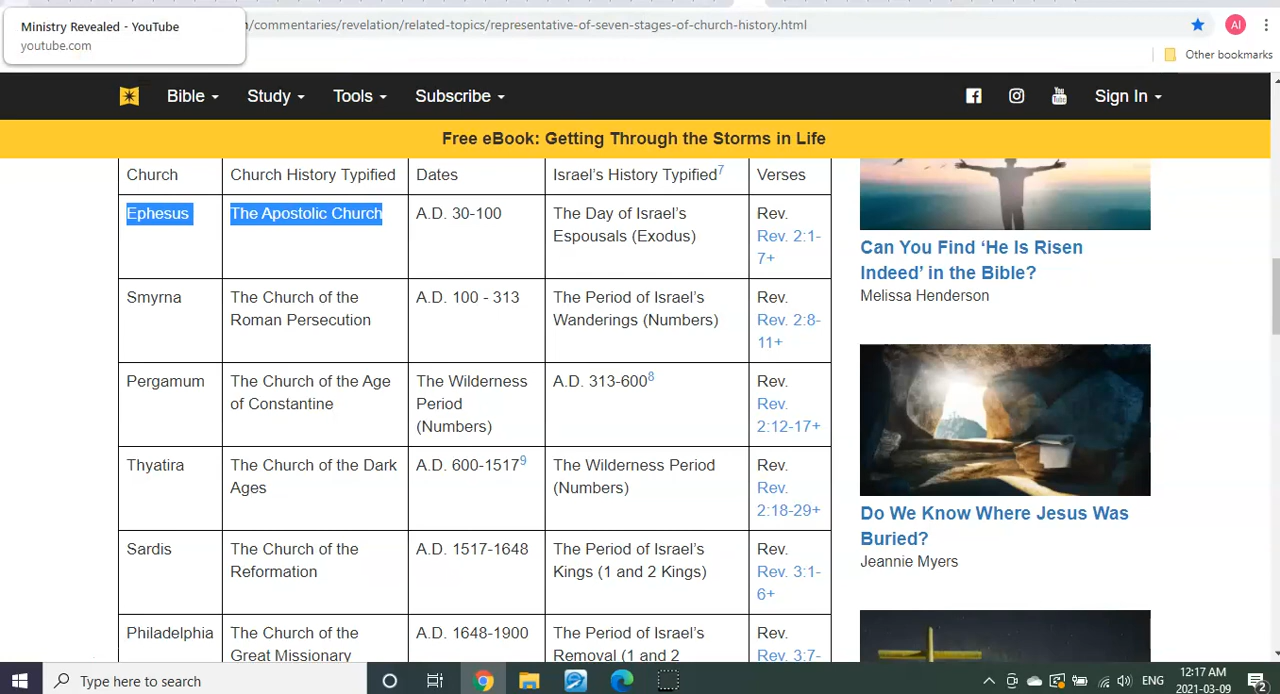 Ministry Revealed - YouTube
youtube.com
/commentaries/revelation/related-topics/representative-of-seven-stages-of-church-history.html
AI
Other bookmarks
Bible
Study
Tools
Subscribe
You
Tube
Sign In
Free eBook: Getting Through the Storms in Life
Church
Church History Typified
Dates
Israel's History Typified7
Verses
Ephesus
The Apostolic Church
A.D. 30-100
The Day of Israel's
Espousals (Exodus)
Rev.
Rev. 2:1-
7+
Smyrna
The Church of the
Roman Persecution
A.D. 100 - 313
The Period of Israel's
Wanderings (Numbers)
Rev.
Rev. 2:8-
11+
Pergamum
The Church of the Age
of Constantine
The Wilderness
Period
(Numbers)
A.D. 313-6008
Rev.
Rev.
2:12-17+
Thyatira
The Church of the Dark
Ages
A.D. 600-15179
The Wilderness Period
(Numbers)
Rev.
Rev.
2:18-29+
Sardis
The Church of the
Reformation
A.D. 1517-1648
The Period of Israel's
Kings (1 and 2 Kings)
Rev.
Rev. 3:1-
6+
Philadelphia
The Church of the
Great Missionary
A.D. 1648-1900
The Period of Israel's
Removal (1 and 2
Rev.
Rev. 3:7-
Can You Find 'He Is Risen
Indeed' in the Bible?
Melissa Henderson
Do We Know Where Jesus Was
Buried?
Jeannie Myers
Type here to search
ENG
12:17 AM
2021-03-09
2